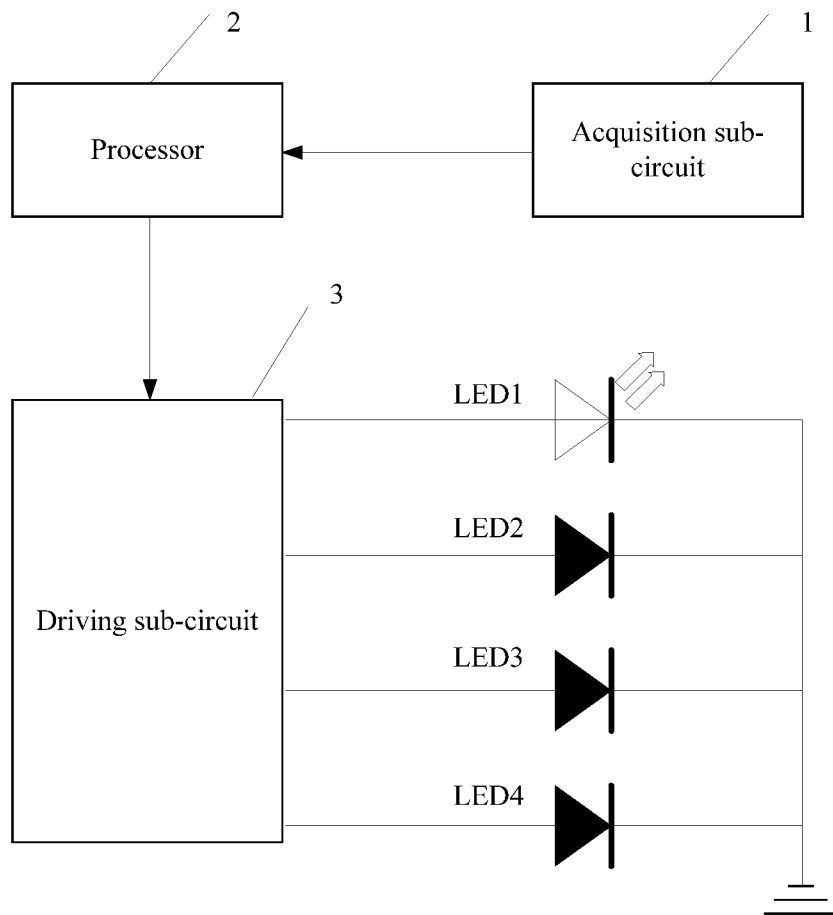 2
1
Processor
Acquisition sub-
circuit
3
LED1
LED2
Driving sub-circuit
LED3
LED4